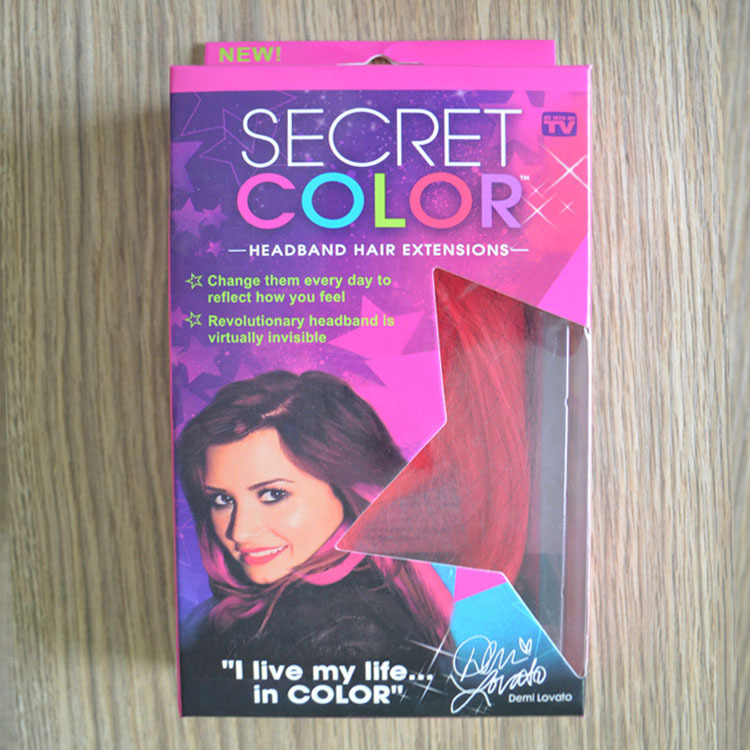 NEW!
AS SEEN ON
TV
SECRET
COLOR™
HEADBAND HAIR EXTENSIONS
Change them every day to
reflect how you feel
Revolutionary headband is
virtually invisible
"I live my life...
in COLOR"
Demi
Lovato
Demi Lovato